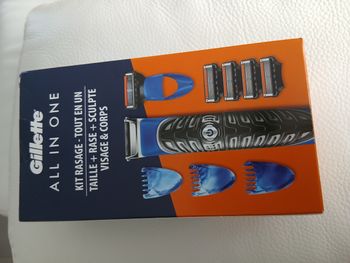 Gillette
ALL IN ONE
KIT RASAGE - TOUT EN UN
TAILLE + RASE + SCULPTE
VISAGE & CORPS